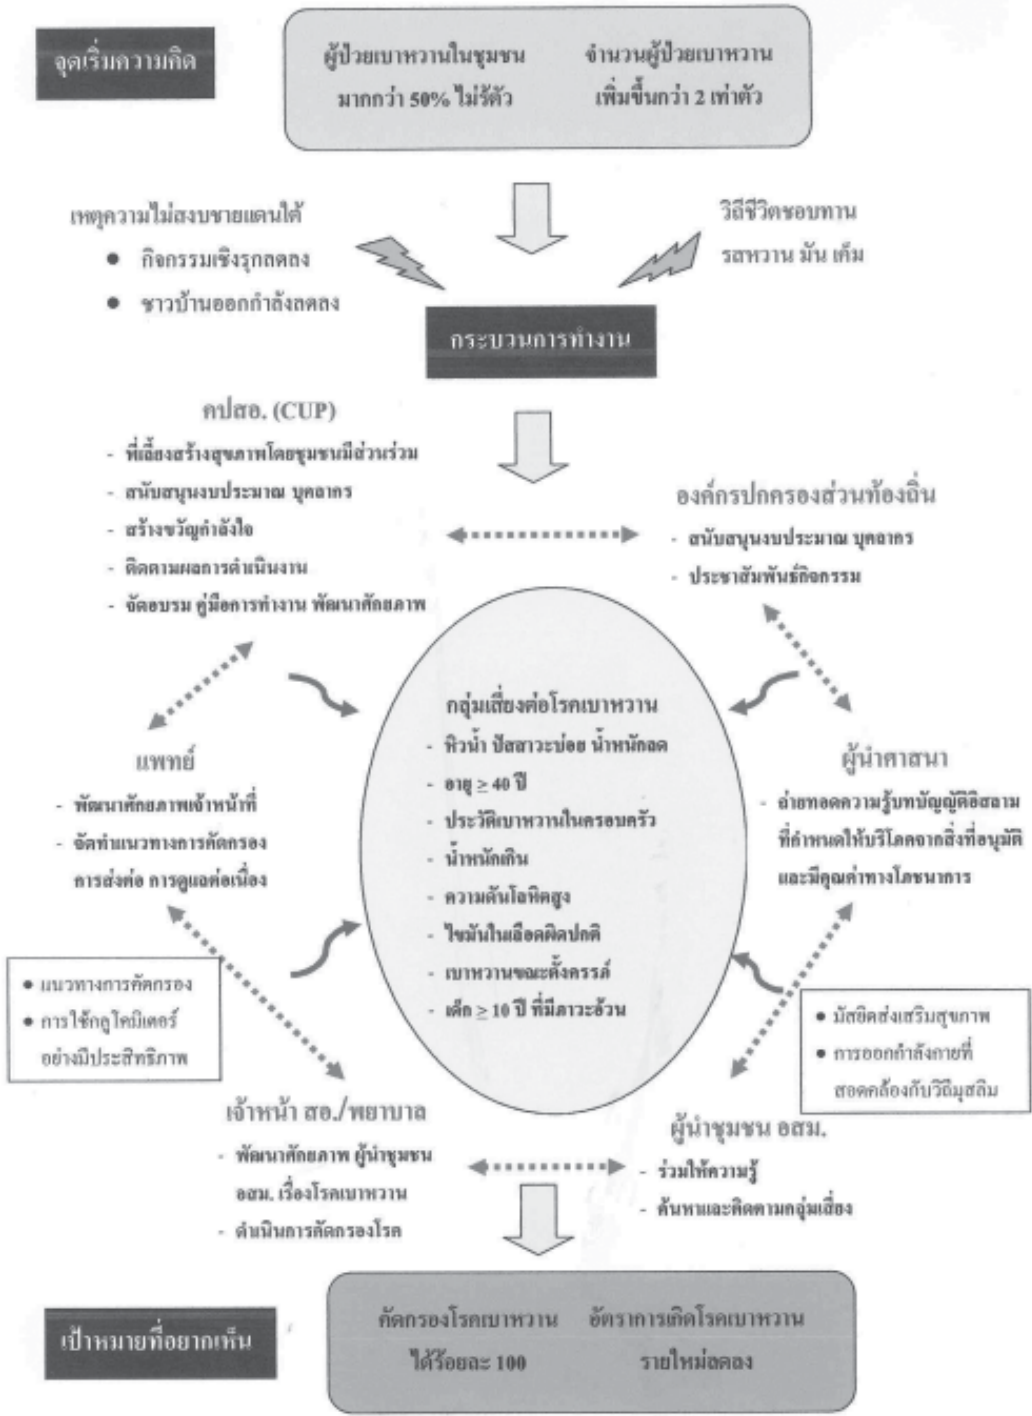 จุดเริ่มความคิด
ผู้ป่วยเบาหวานในชุมชน
มากกว่า 50% ไม่รู้ตัว
จำนวนผู้ป่วยเบาหวาน
เพิ่มขึ้นกว่า 2 เท่าตัว
เหตุความไม่สงบชายแดนใต้
● กิจกรรมเชิงรุกลดลง
● ชาวบ้านออกกำลังลดลง
วิถีชีวิตชอบทาน
รสหวาน มัน เค็ม
กระบวนการทำงาน
คปสอ. (CUP)
- พี่เลี้ยงสร้างสุขภาพโดยชุมชนมีส่วนร่วม
- สนับสนุนงบประมาณ บุคลากร
- สร้างขวัญกำลังใจ
- ติดตามผลการดำเนินงาน
- จัดอบรม คู่มือการทำงาน พัฒนาศักยภาพ
องค์กรปกครองส่วนท้องถิ่น
- สนับสนุนงบประมาณ บุคลากร
- ประชาสัมพันธ์กิจกรรม
กลุ่มเสี่ยงต่อโรคเบาหวาน
- หิวน้ำ ปัสสาวะบ่อย น้ำหนักลด
- อายุ ≥ 40 ปี
- ประวัติเบาหวานในครอบครัว
- น้ำหนักเกิน
- ความดันโลหิตสูง
- ไขมันในเลือดผิดปกติ
- เบาหวานขณะตั้งครรภ์
- เด็ก ≥ 10 ปี ที่มีภาวะอ้วน
แพทย์
- พัฒนาศักยภาพเจ้าหน้าที่
- จัดทำแนวทางการคัดกรอง
การส่งต่อ การดูแลต่อเนื่อง
ผู้นำศาสนา
- ถ่ายทอดความรู้บทบัญญัติอิสลาม
ที่กำหนดให้บริโภคจากสิ่งที่อนุมัติ
และมีคุณค่าทางโภชนาการ
● แนวทางการคัดกรอง
● การใช้กลูโคมิเตอร์
อย่างมีประสิทธิภาพ
● มัสยิดส่งเสริมสุขภาพ
● การออกกำลังกายที่
สอดคล้องกับวิถีมุสลิม
เจ้าหน้า สอ./พยาบาล
- พัฒนาศักยภาพ ผู้นำชุมชน
อสม. เรื่องโรคเบาหวาน
- ดำเนินการคัดกรองโรค
ผู้นำชุมชน อสม.
- ร่วมให้ความรู้
- ค้นหาและติดตามกลุ่มเสี่ยง
เป้าหมายที่อยากเห็น
คัดกรองโรคเบาหวาน
ได้ร้อยละ 100
อัตราการเกิดโรคเบาหวาน
รายใหม่ลดลง